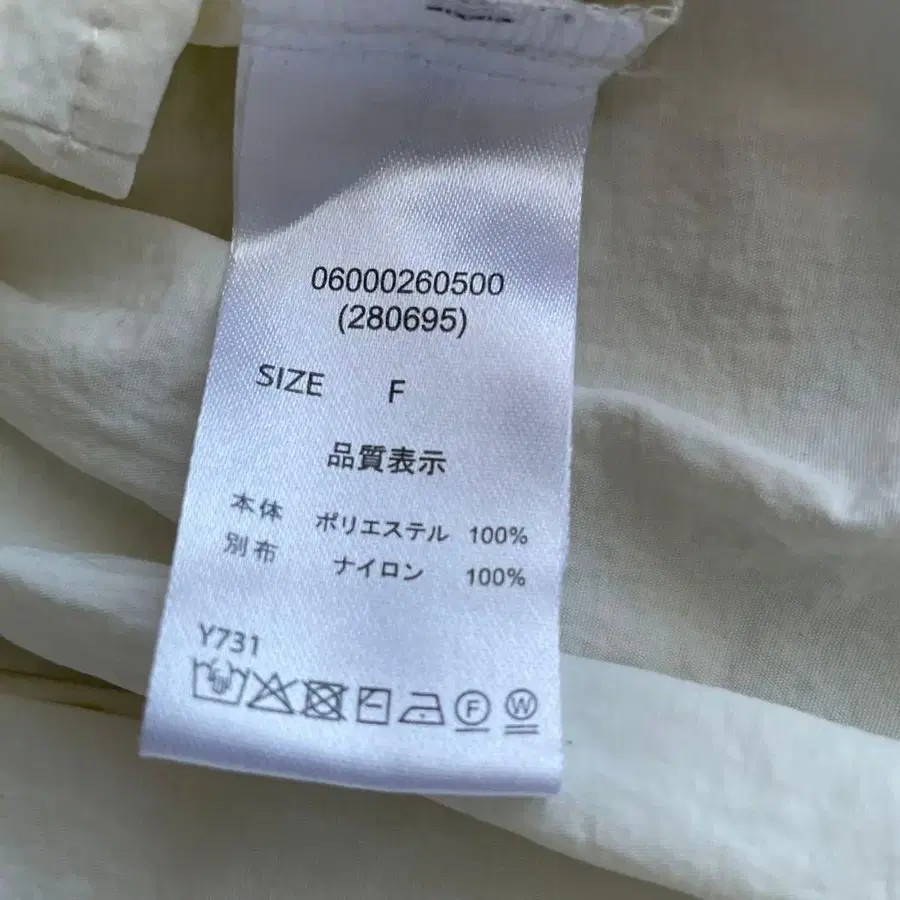 06000260500
(280695)
SIZE F
品質表示
本体 ポリエステル 100%
別布 ナイロン 100%
Y731
F W